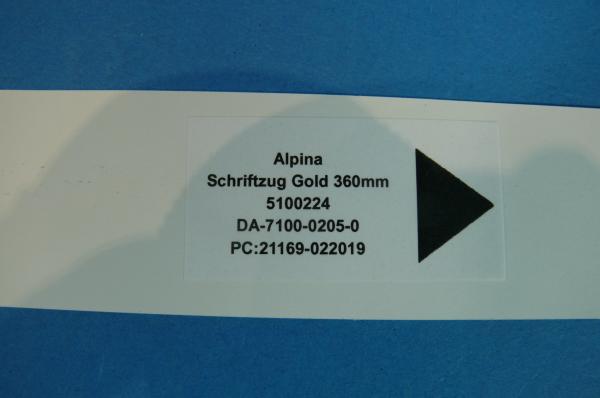 Alpina
Schriftzug Gold 360mm
5100224
DA-7100-0205-0
PC:21169-022019